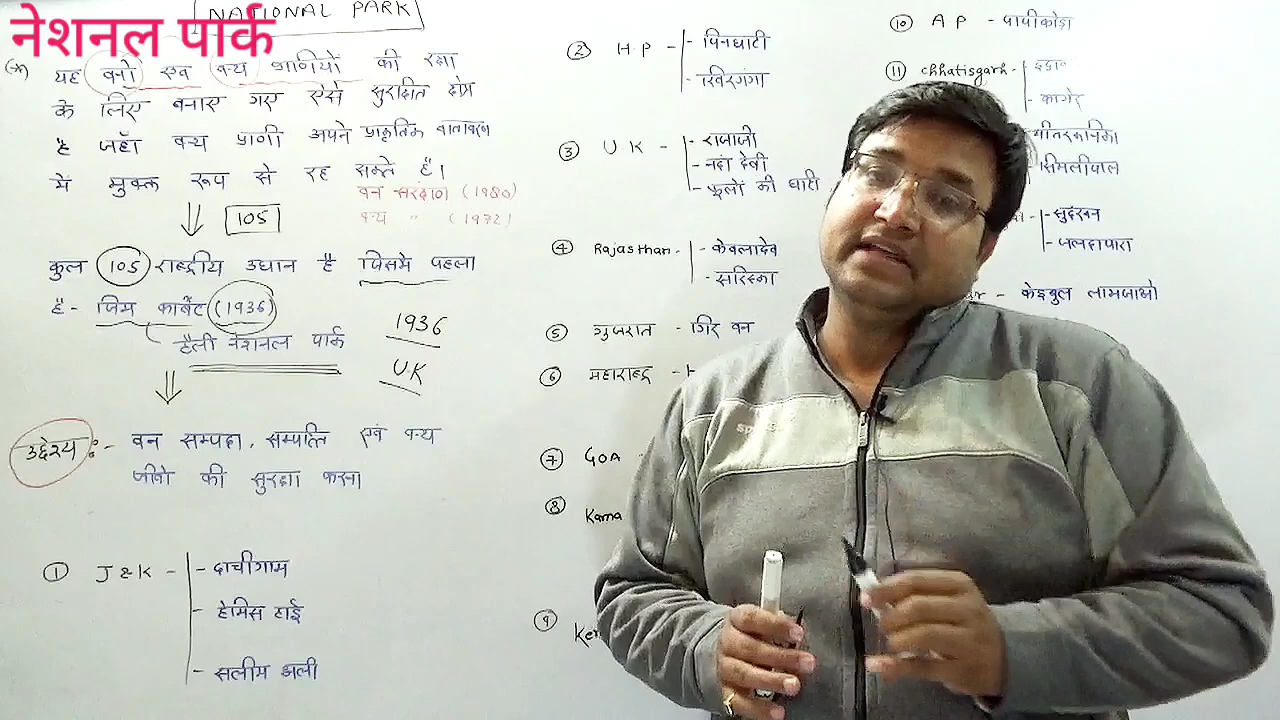 नेशनल पार्क
NATIONAL PARK
यह वनो एवं वन्य प्राणीयों की रक्षा
के लिए बनाए गए ऐसे सुरक्षित क्षेत्र
है जहाँ वन्य प्राणी अपने प्राकृतिक वातावरण
में मुक्त रूप से रह सकते है।
वन संरक्षण (1980)
वन्य " (1972)
105
कुल 105 राष्ट्रीय उद्यान है जिसमे पहला
है - जिम कार्बेट (1936)
हैली नेशनल पार्क
1936
UK
उद्देश्य :- वन सम्पदा, सम्पत्ति एवं वन्य
जीवो की सुरक्षा करना
① J & K - - दाचीगाम
- हेमिस हाई
- सलीम अली
② H.P - - पिनघाटी
- खिरगंगा
③ U K - - राजाजी
- नंदा देवी
- फूलो की घाटी
④ Rajasthan - - केवलादेव
- सरिस्का
⑤ गुजरात - गिर वन
⑥ महाराष्ट्र -
⑦ GOA
⑧ Karna
⑨ Ker
⑩ A P - पापीकोंडा
⑪ Chhatisgarh -
- कागेर
सिमलीपाल
- सुंदरबन
- जलदापारा
- केइबुल लामजाओ